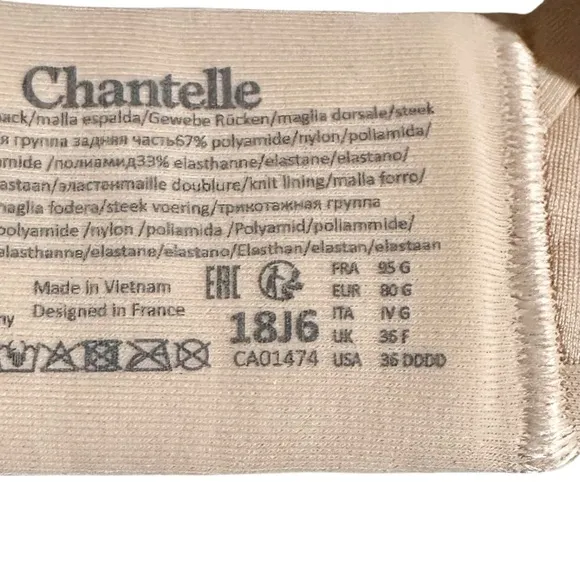 Chantelle
back/malla espalda/Gewebe Rücken/maglia dorsale/steek
я группа задняя часть67% polyamide/nylon/poliamida/
mide /полиамид33% elasthanne/elastane/elastano/
astaan/эластанmaille doublure/knit lining/malla forro/
maglia fodera/steek voering/трикотажная группа
polyamide /nylon / poliamida /Polyamid/poliammide/
elasthanne/elastane/elastano/Elasthan/elastan/elastaan
Made in Vietnam
Designed in France
ny
EAC
18J6
CA01474
FRA 95 G
EUR 80 G
ITA IV G
UK 36 F
USA 36 DDDD